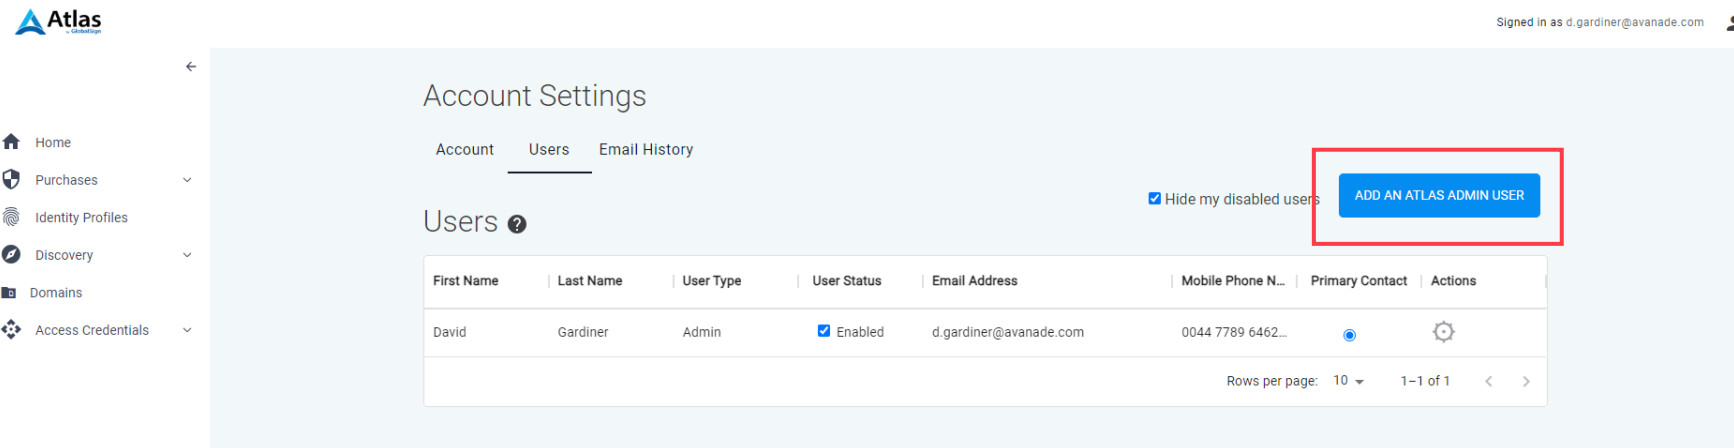 Atlas
by GlobalSign
Signed in as d.gardiner@avanade.com
Home
Purchases
Identity Profiles
Discovery
Domains
Access Credentials
Account Settings
Account Users Email History
Hide my disabled users
ADD AN ATLAS ADMIN USER
Users ?
First Name Last Name User Type User Status Email Address Mobile Phone N... Primary Contact Actions
David Gardiner Admin Enabled d.gardiner@avanade.com 0044 7789 6462...
Rows per page: 10 1–1 of 1